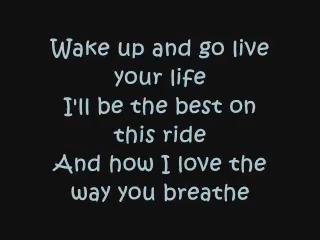 Wake up and go live
your life
I'll be the best on
this ride
And how I love the
way you breathe